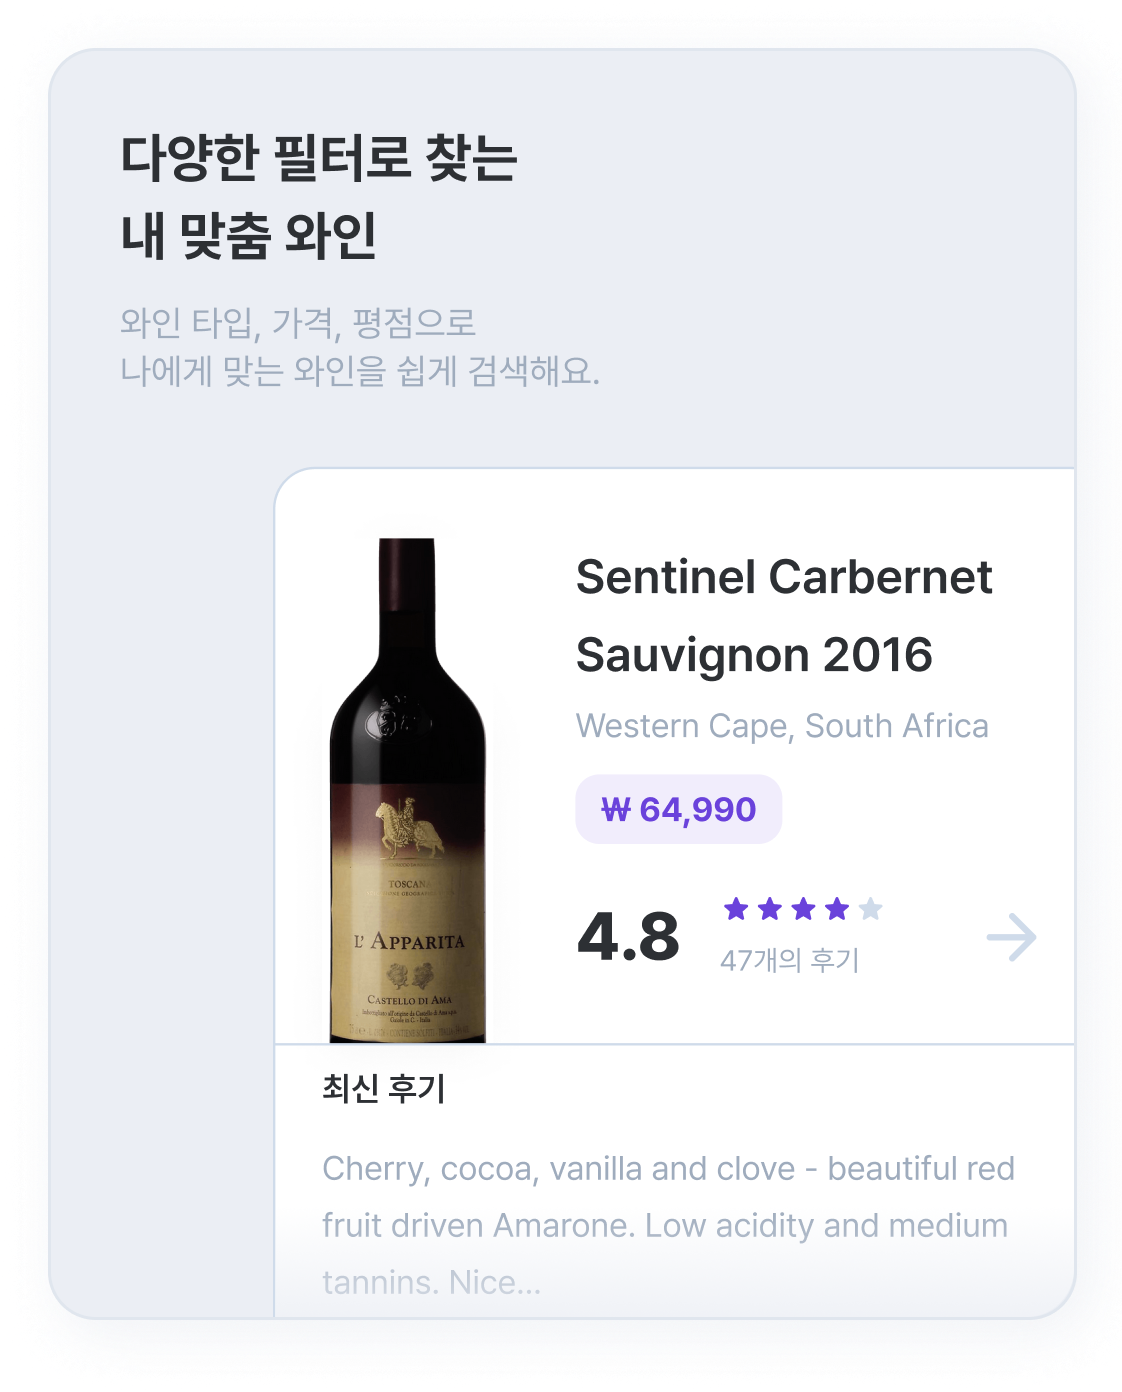 다양한 필터로 찾는
내 맞춤 와인
와인 타입, 가격, 평점으로
나에게 맞는 와인을 쉽게 검색해요.
Sentinel Carbernet
Sauvignon 2016
Western Cape, South Africa
₩ 64,990
4.8
47개의 후기
TOSCANA
L' APPARITA
CASTELLO DI AMA
최신 후기
Cherry, cocoa, vanilla and clove - beautiful red
fruit driven Amarone. Low acidity and medium
tannins. Nice...